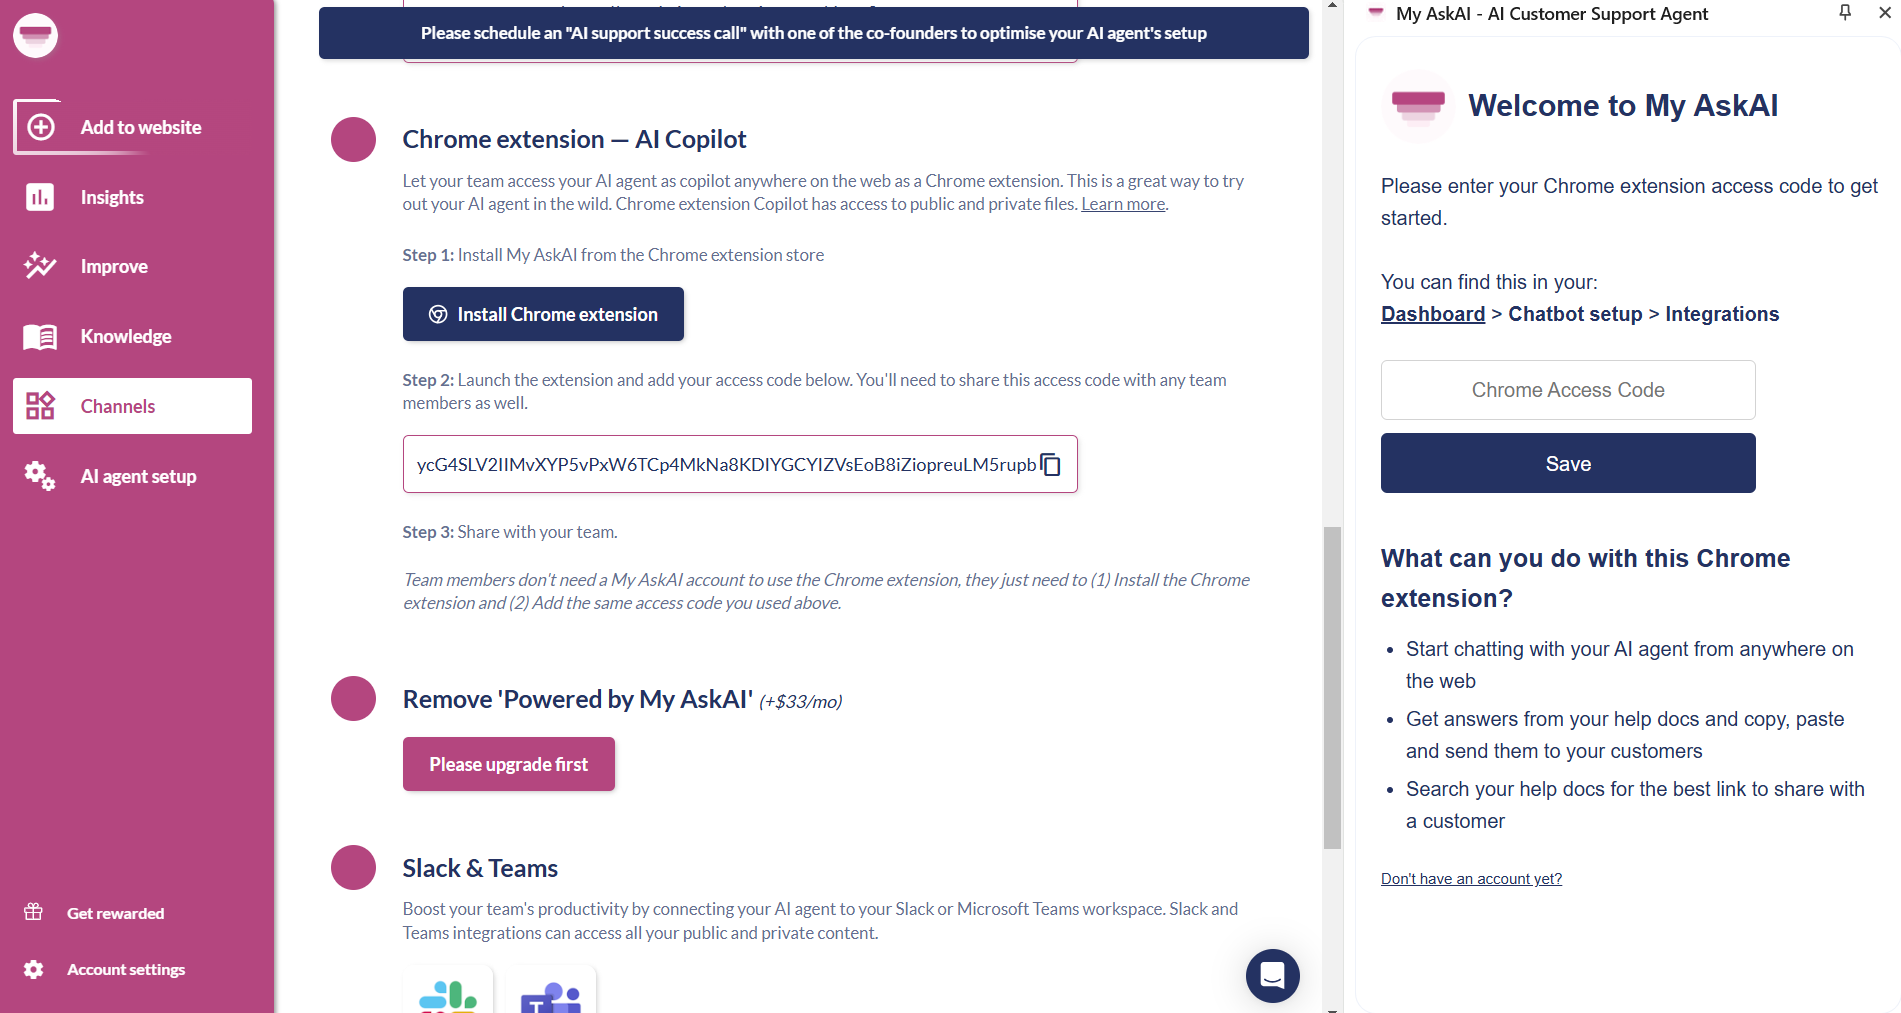 Please schedule an "AI support success call" with one of the co-founders to optimise your AI agent's setup
Add to website
Insights
Improve
Knowledge
Channels
AI agent setup
Get rewarded
Account settings
Chrome extension — AI Copilot
Let your team access your AI agent as copilot anywhere on the web as a Chrome extension. This is a great way to try
out your AI agent in the wild. Chrome extension Copilot has access to public and private files. Learn more.
Step 1: Install My AskAI from the Chrome extension store
Install Chrome extension
Step 2: Launch the extension and add your access code below. You'll need to share this access code with any team
members as well.
ycG4SLV2IIMvXYP5vPxW6TCp4MkNa8KDIYGCYIZVsEoB8iZiopreuLM5rupb
Step 3: Share with your team.
Team members don't need a My AskAI account to use the Chrome extension, they just need to (1) Install the Chrome
extension and (2) Add the same access code you used above.
Remove 'Powered by My AskAI' (+$33/mo)
Please upgrade first
Slack & Teams
Boost your team's productivity by connecting your AI agent to your Slack or Microsoft Teams workspace. Slack and
Teams integrations can access all your public and private content.
T
My AskAI - AI Customer Support Agent
Welcome to My AskAI
Please enter your Chrome extension access code to get
started.
You can find this in your:
Dashboard > Chatbot setup > Integrations
Chrome Access Code
Save
What can you do with this Chrome
extension?
• Start chatting with your AI agent from anywhere on
the web
• Get answers from your help docs and copy, paste
and send them to your customers
• Search your help docs for the best link to share with
a customer
Don't have an account yet?